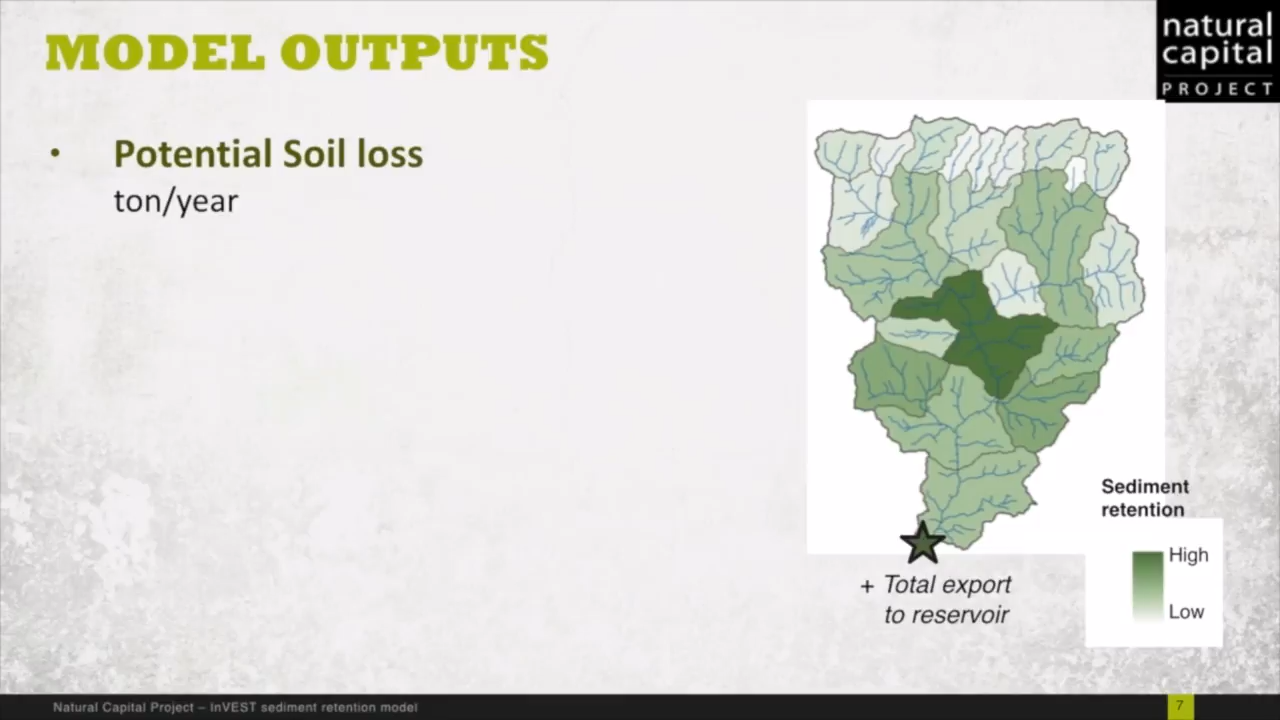 MODEL OUTPUTS
natural
capital
PROJECT
• Potential Soil loss
ton/year
Sediment
retention
High
Low
+ Total export
to reservoir
Natural Capital Project – InVEST sediment retention model
7